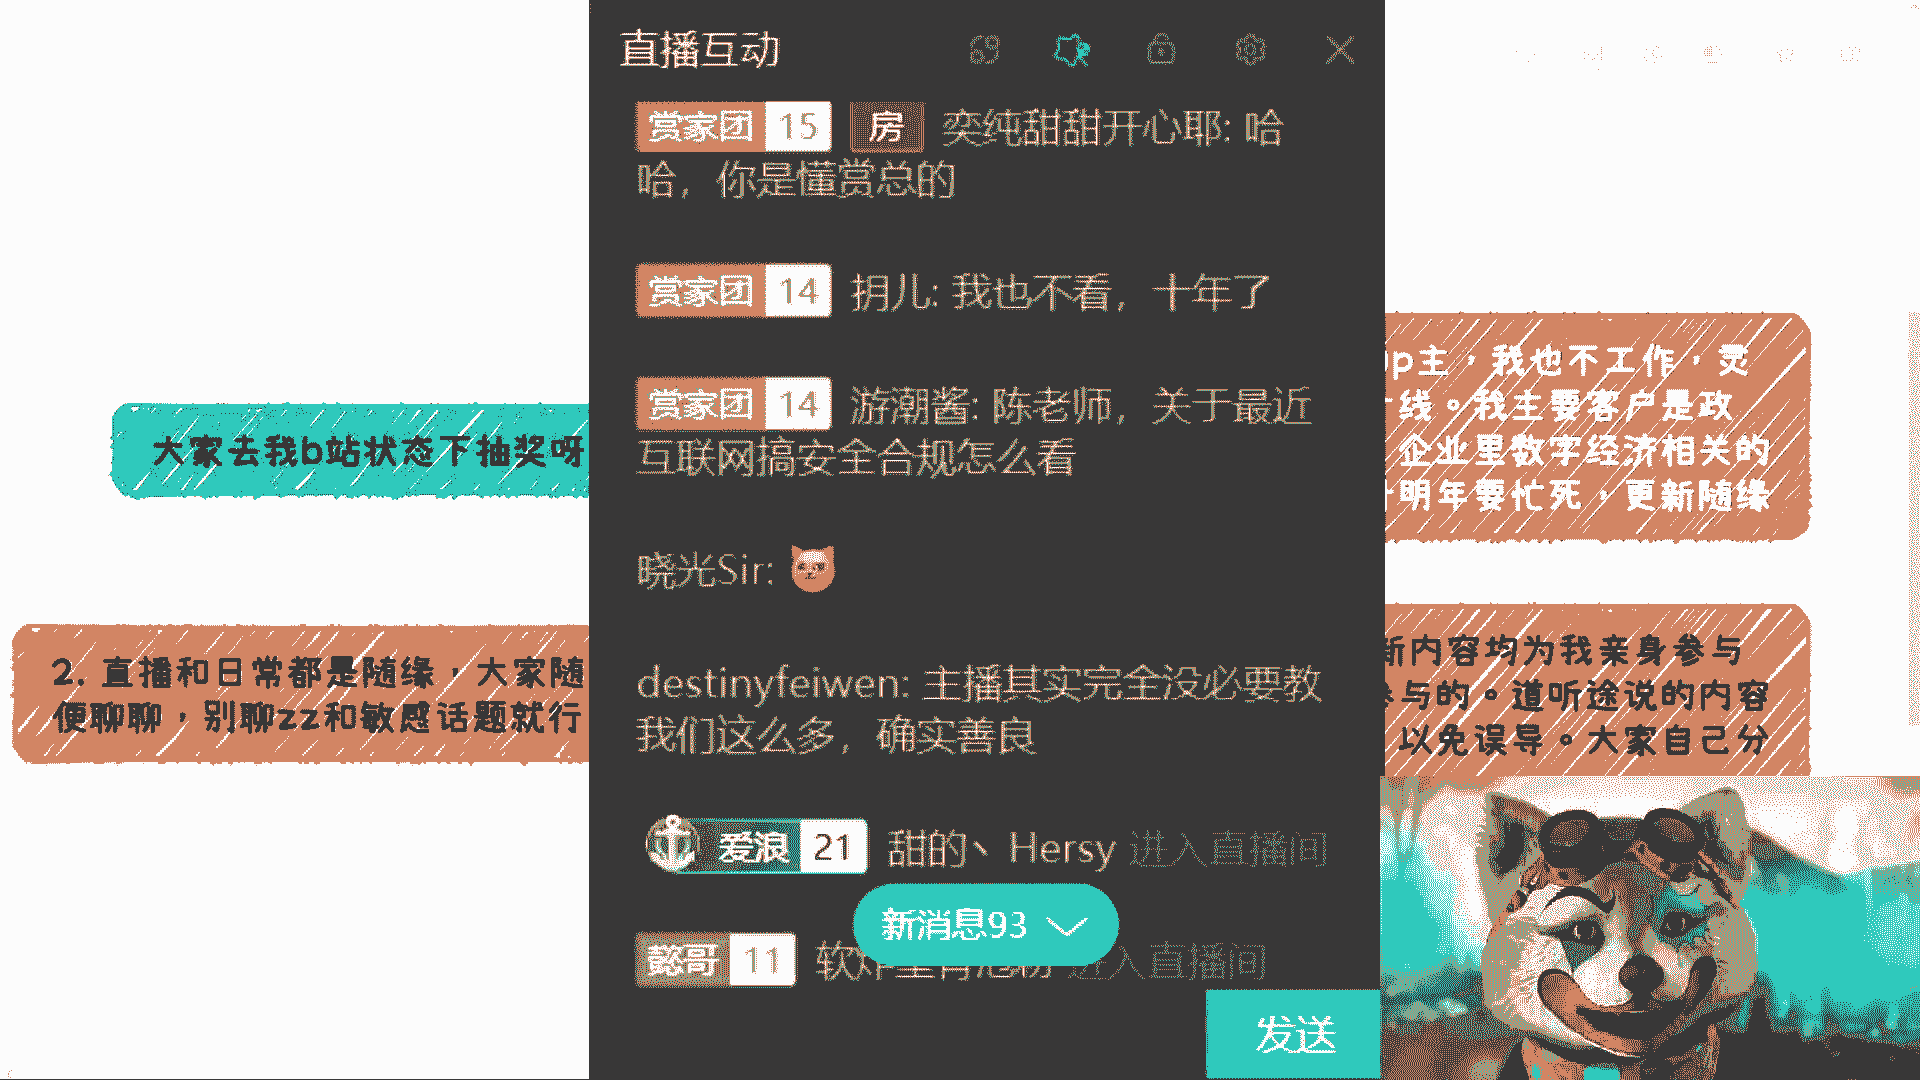 直播互动
赏家团 15 房 奕纯甜甜开心耶: 哈
哈，你是懂赏总的
赏家团 14 抈儿: 我也不看，十年了
赏家团 14 游潮酱: 陈老师，关于最近
互联网搞安全合规怎么看
晓光Sir:
destinyfeiwen: 主播其实完全没必要教
我们这么多，确实善良
爱浪 21 甜的丶Hersy 进入直播间
新消息93
懿哥 11 进入直播间
发送
大家去我b站状态下抽奖呀
2. 直播和日常都是随缘，大家随
便聊聊，别聊zz和敏感话题就行
p主，我也不工作，灵
线。我主要客户是政
企业里数字经济相关的
明年要忙死，更新随缘
新内容均为我亲身参与
参与的。道听途说的内容
以免误导。大家自己分